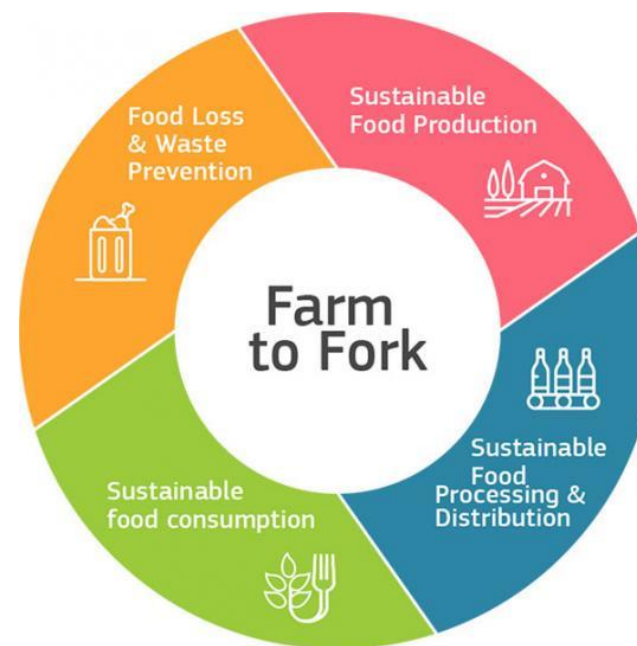 Farm
to Fork
Sustainable
Food Production
Sustainable
Food
Processing &
Distribution
Sustainable
food consumption
Food Loss
& Waste
Prevention